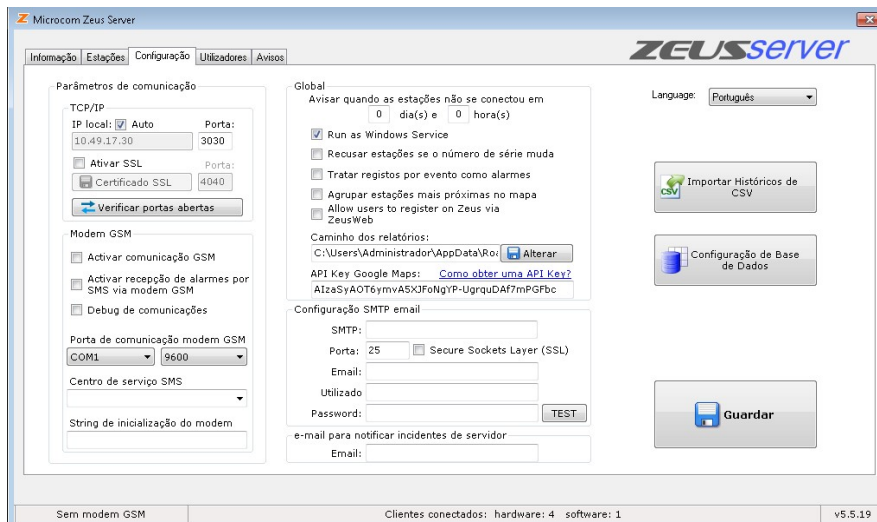 Microcom Zeus Server
ZEUSserver
Informação Estações Configuração Utilizadores Avisos
Parâmetros de comunicação
TCP/IP
IP local: Auto Porta:
10.49.17.30 3030
Ativar SSL Porta:
Certificado SSL 4040
Verificar portas abertas
Modem GSM
Activar comunicação GSM
Activar recepção de alarmes por
SMS via modem GSM
Debug de comunicações
Porta de comunicação modem GSM
COM1 9600
Centro de serviço SMS
String de inicialização do modem
Global
Avisar quando as estações não se conectou em
0 dia(s) e 0 hora(s)
Run as Windows Service
Recusar estações se o número de série muda
Tratar registos por evento como alarmes
Agrupar estações mais próximas no mapa
Allow users to register on Zeus via
ZeusWeb
Caminho dos relatórios:
C:\Users\Administrador\AppData\Roa Alterar
API Key Google Maps: Como obter uma API Key?
AIzaSyAOT6ymvA5XJFoNgYP-UgrquDAf7mPGFbc
Configuração SMTP email
SMTP:
Porta: 25 Secure Sockets Layer (SSL)
Email:
Utilizado
Password: TEST
e-mail para notificar incidentes de servidor
Email:
Language: Português
CSV Importar Históricos de
CSV
Configuração de Base
de Dados
Guardar
Sem modem GSM Clientes conectados: hardware: 4 software: 1 v5.5.19